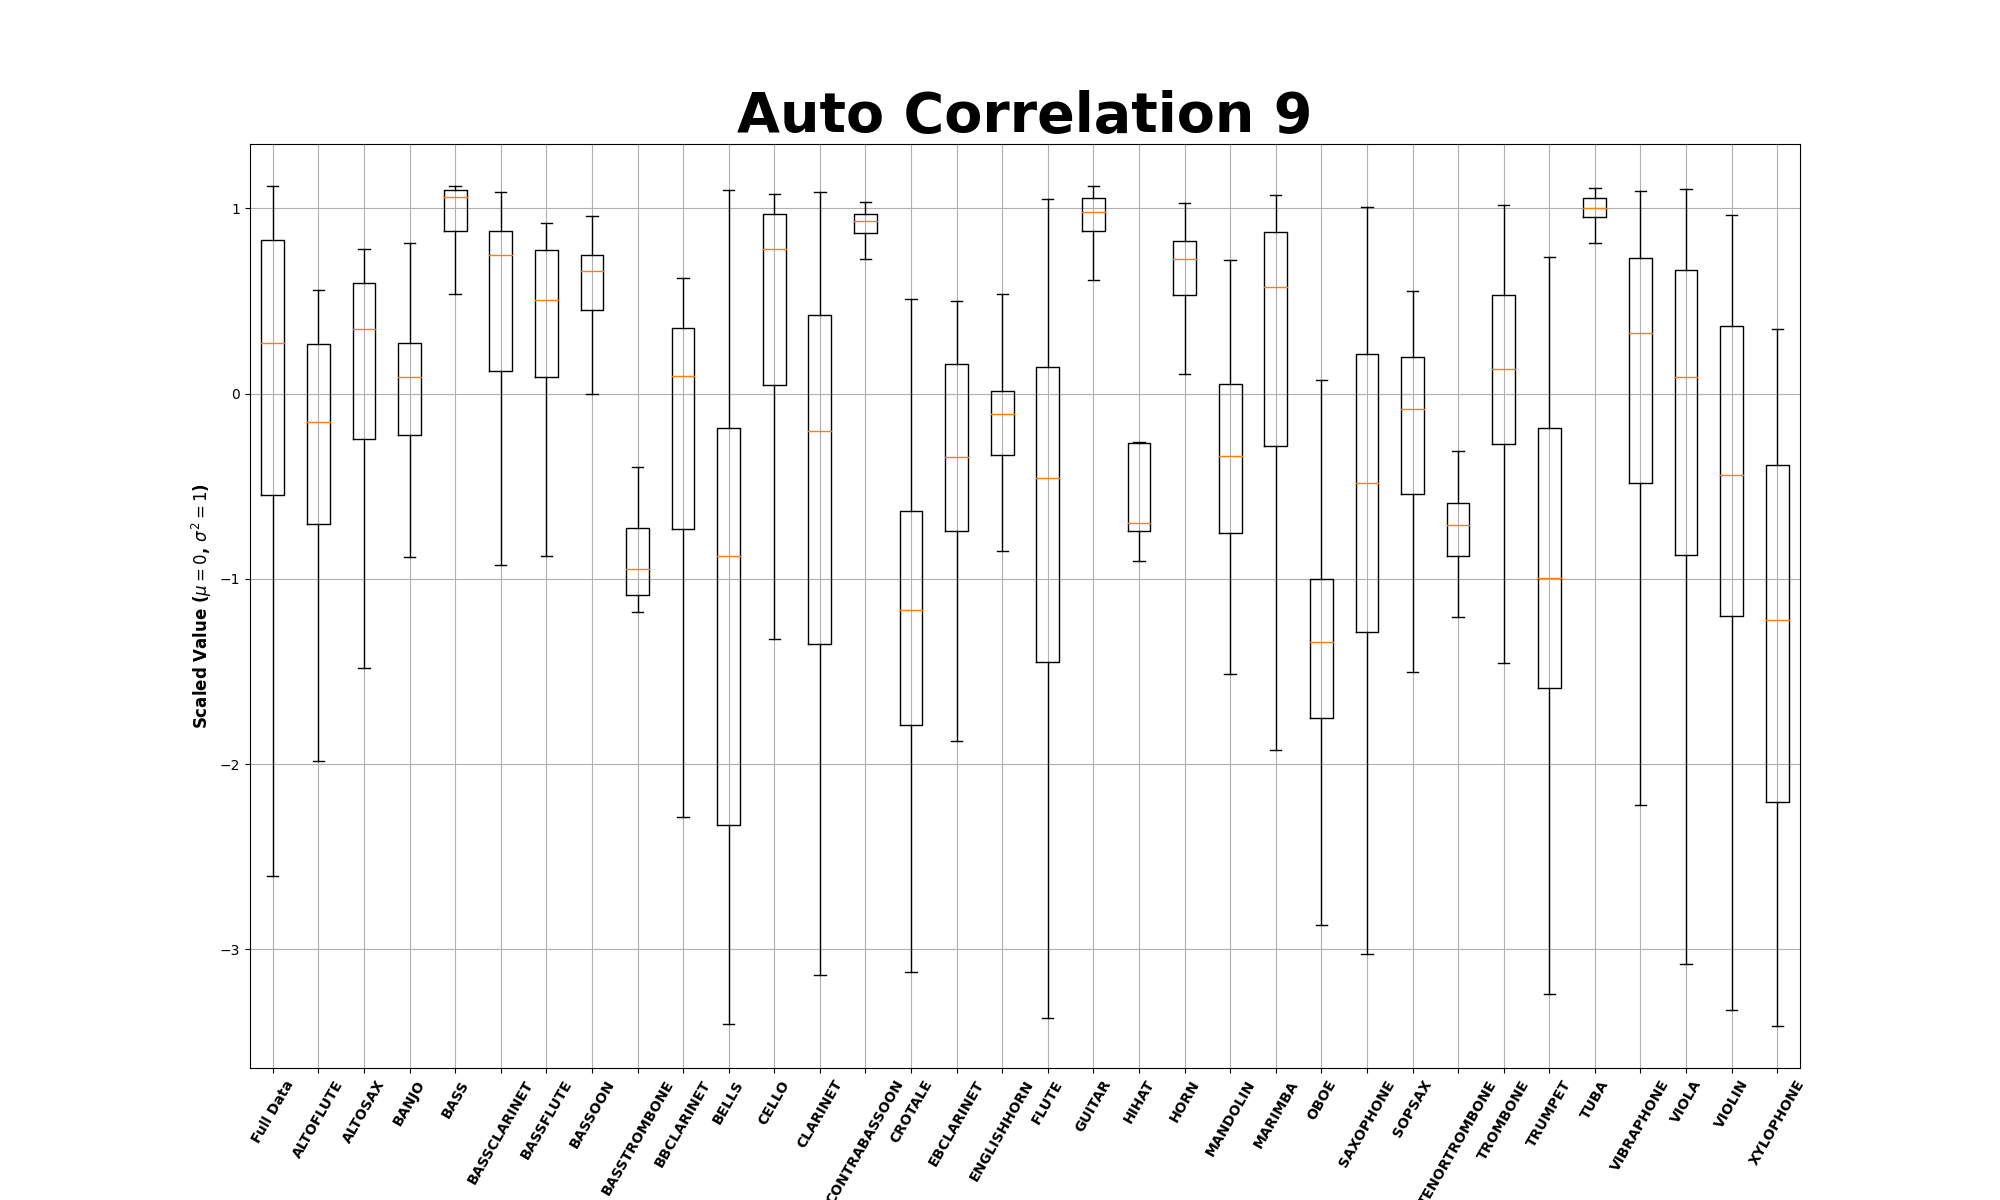 Auto Correlation 9
Scaled Value (μ = 0, σ² = 1)
1
0
−1
−2
−3
Full Data
ALTOFLUTE
ALTOSAX
BANJO
BASS
BASSCLARINET
BASSFLUTE
BASSOON
BASSTROMBONE
BBCLARINET
BELLS
CELLO
CLARINET
CONTRABASSOON
CROTALE
EBCLARINET
ENGLISHHORN
FLUTE
GUITAR
HIHAT
HORN
MANDOLIN
MARIMBA
OBOE
SAXOPHONE
SOPSAX
TENORTROMBONE
TROMBONE
TRUMPET
TUBA
VIBRAPHONE
VIOLA
VIOLIN
XYLOPHONE